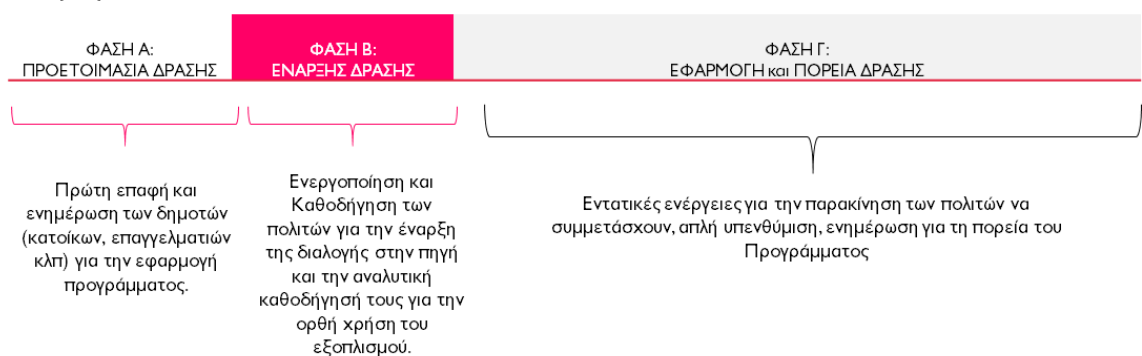 ΦΑΣΗ Α:
ΠΡΟΕΤΟΙΜΑΣΙΑ ΔΡΑΣΗΣ
ΦΑΣΗ Β:
ΕΝΑΡΞΗΣ ΔΡΑΣΗΣ
ΦΑΣΗ Γ:
ΕΦΑΡΜΟΓΗ και ΠΟΡΕΙΑ ΔΡΑΣΗΣ
Πρώτη επαφή και
ενημέρωση των δημοτών
(κατοίκων, επαγγελματιών
κλπ) για την εφαρμογή
προγράμματος.
Ενεργοποίηση και
Καθοδήγηση των
πολιτών για την έναρξη
της διαλογής στην πηγή
και την αναλυτική
καθοδήγησή τους για την
ορθή χρήση του
εξοπλισμού.
Εντατικές ενέργειες για την παρακίνηση των πολιτών να
συμμετάσχουν, απλή υπενθύμιση, ενημέρωση για τη πορεία του
Προγράμματος